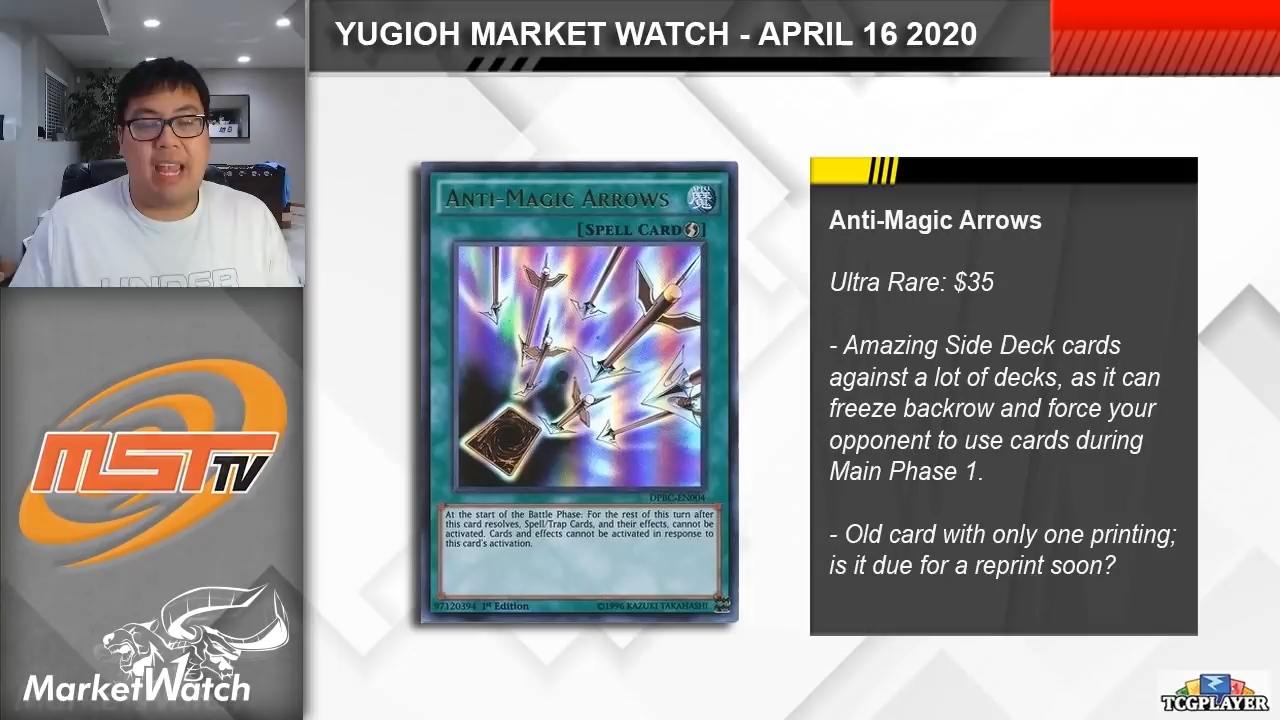 YUGIOH MARKET WATCH - APRIL 16 2020
UNDER
MSTTV
MarketWatch
ANTI-MAGIC ARROWS
SPELL
魔
[SPELL CARD]
DPBC-EN004
At the start of the Battle Phase: For the rest of this turn after
this card resolves, Spell/Trap Cards, and their effects, cannot be
activated. Cards and effects cannot be activated in response to
this card's activation.
97120394 1st Edition ©1996 KAZUKI TAKAHASHI
Anti-Magic Arrows
Ultra Rare: $35
- Amazing Side Deck cards
against a lot of decks, as it can
freeze backrow and force your
opponent to use cards during
Main Phase 1.
- Old card with only one printing;
is it due for a reprint soon?
TCGPLAYER